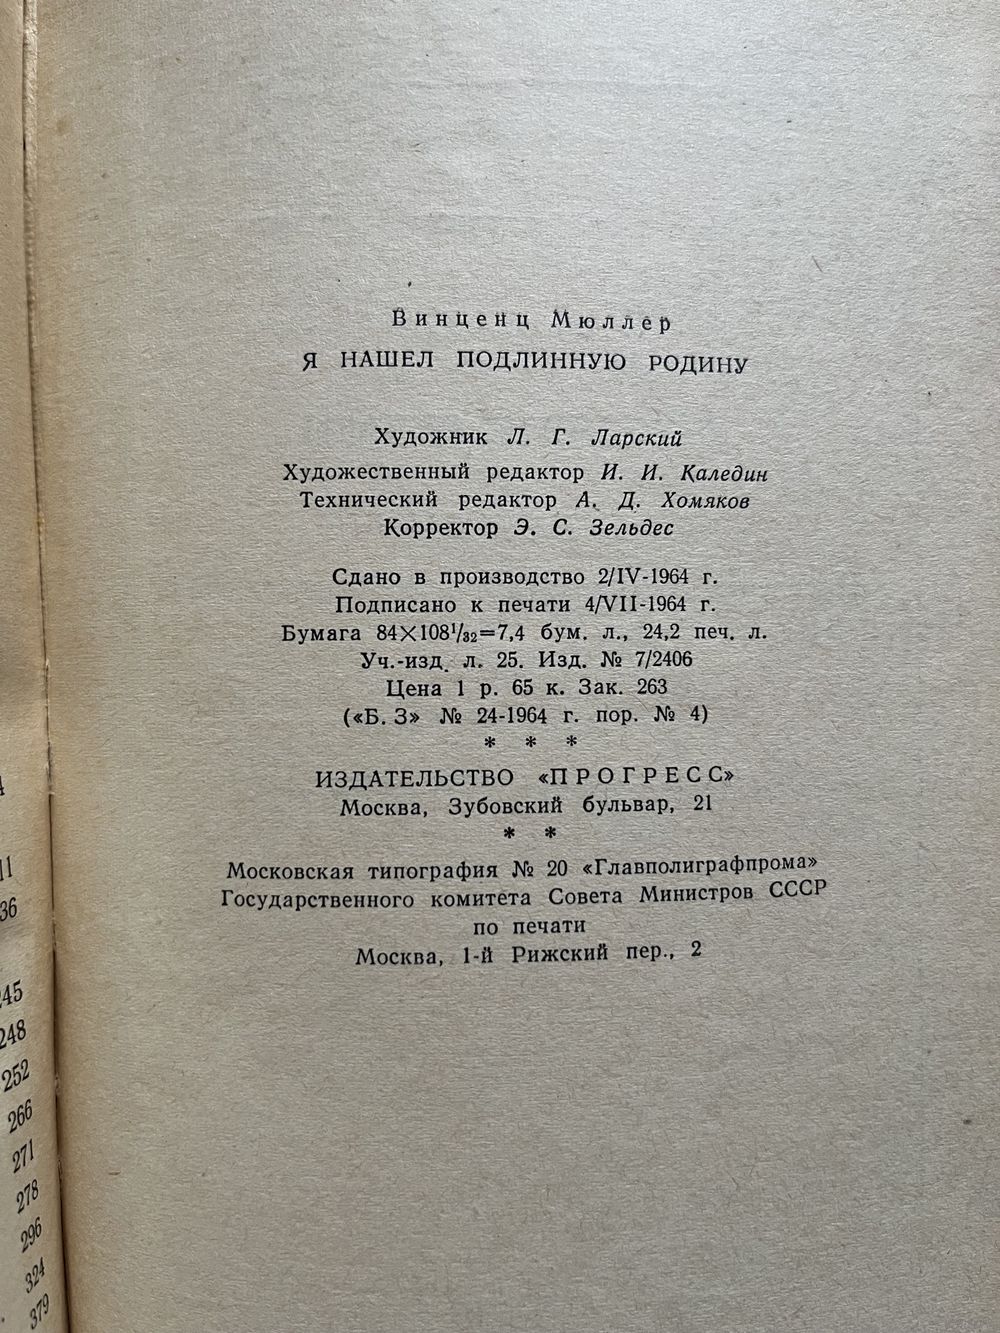 Винценц Мюллер
Я НАШЕЛ ПОДЛИННУЮ РОДИНУ
Художник Л. Г. Ларский
Художественный редактор И. И. Каледин
Технический редактор А. Д. Хомяков
Корректор Э. С. Зельдес
Сдано в производство 2/IV-1964 г.
Подписано к печати 4/VII-1964 г.
Бумага 84×108¹/₃₂=7,4 бум. л., 24,2 печ. л.
Уч.-изд. л. 25. Изд. № 7/2406
Цена 1 р. 65 к. Зак. 263
(«Б. З» № 24-1964 г. пор. № 4)
* * *
ИЗДАТЕЛЬСТВО «ПРОГРЕСС»
Москва, Зубовский бульвар, 21
* *
Московская типография № 20 «Главполиграфпрома»
Государственного комитета Совета Министров СССР
по печати
Москва, 1-й Рижский пер., 2
245
248
252
266
271
278
296
324
379